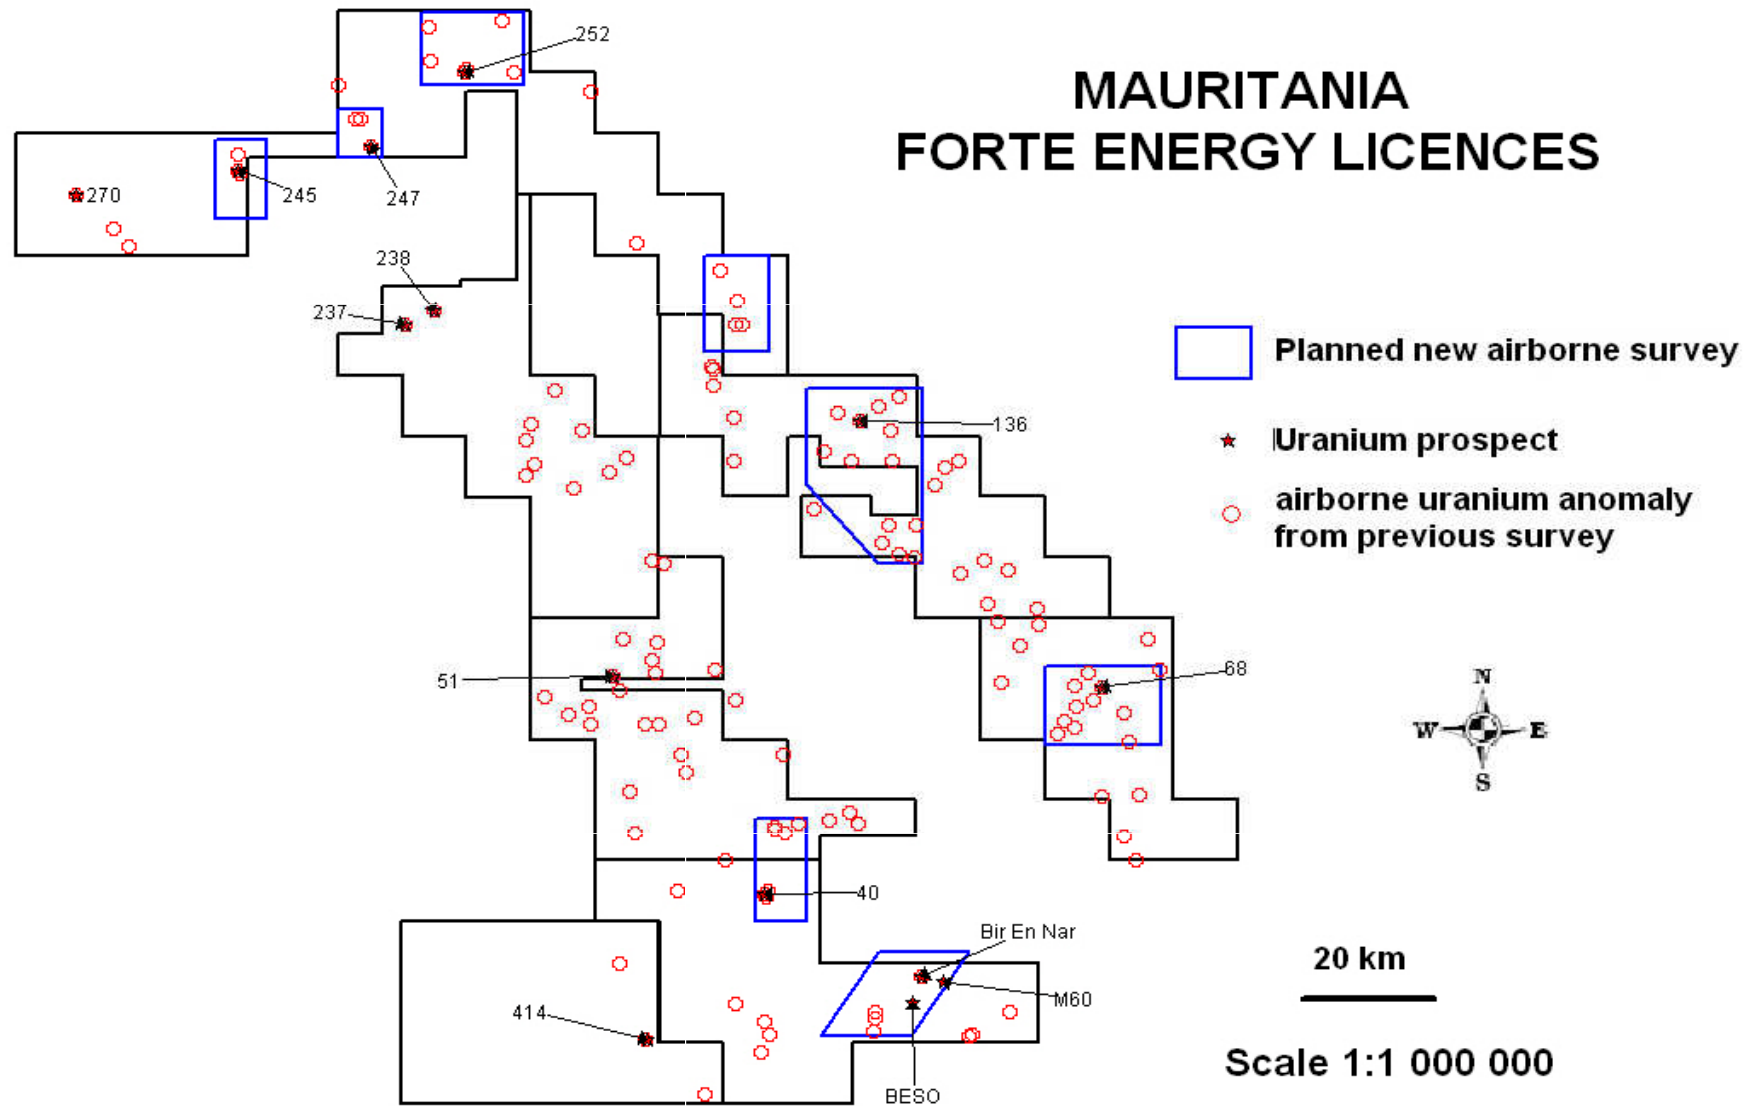 MAURITANIA
FORTE ENERGY LICENCES
252
270
245
247
238
237
136
Planned new airborne survey
Uranium prospect
airborne uranium anomaly
from previous survey
51
68
N
W
E
S
40
Bir En Nar
M60
414
BESO
20 km
Scale 1:1 000 000